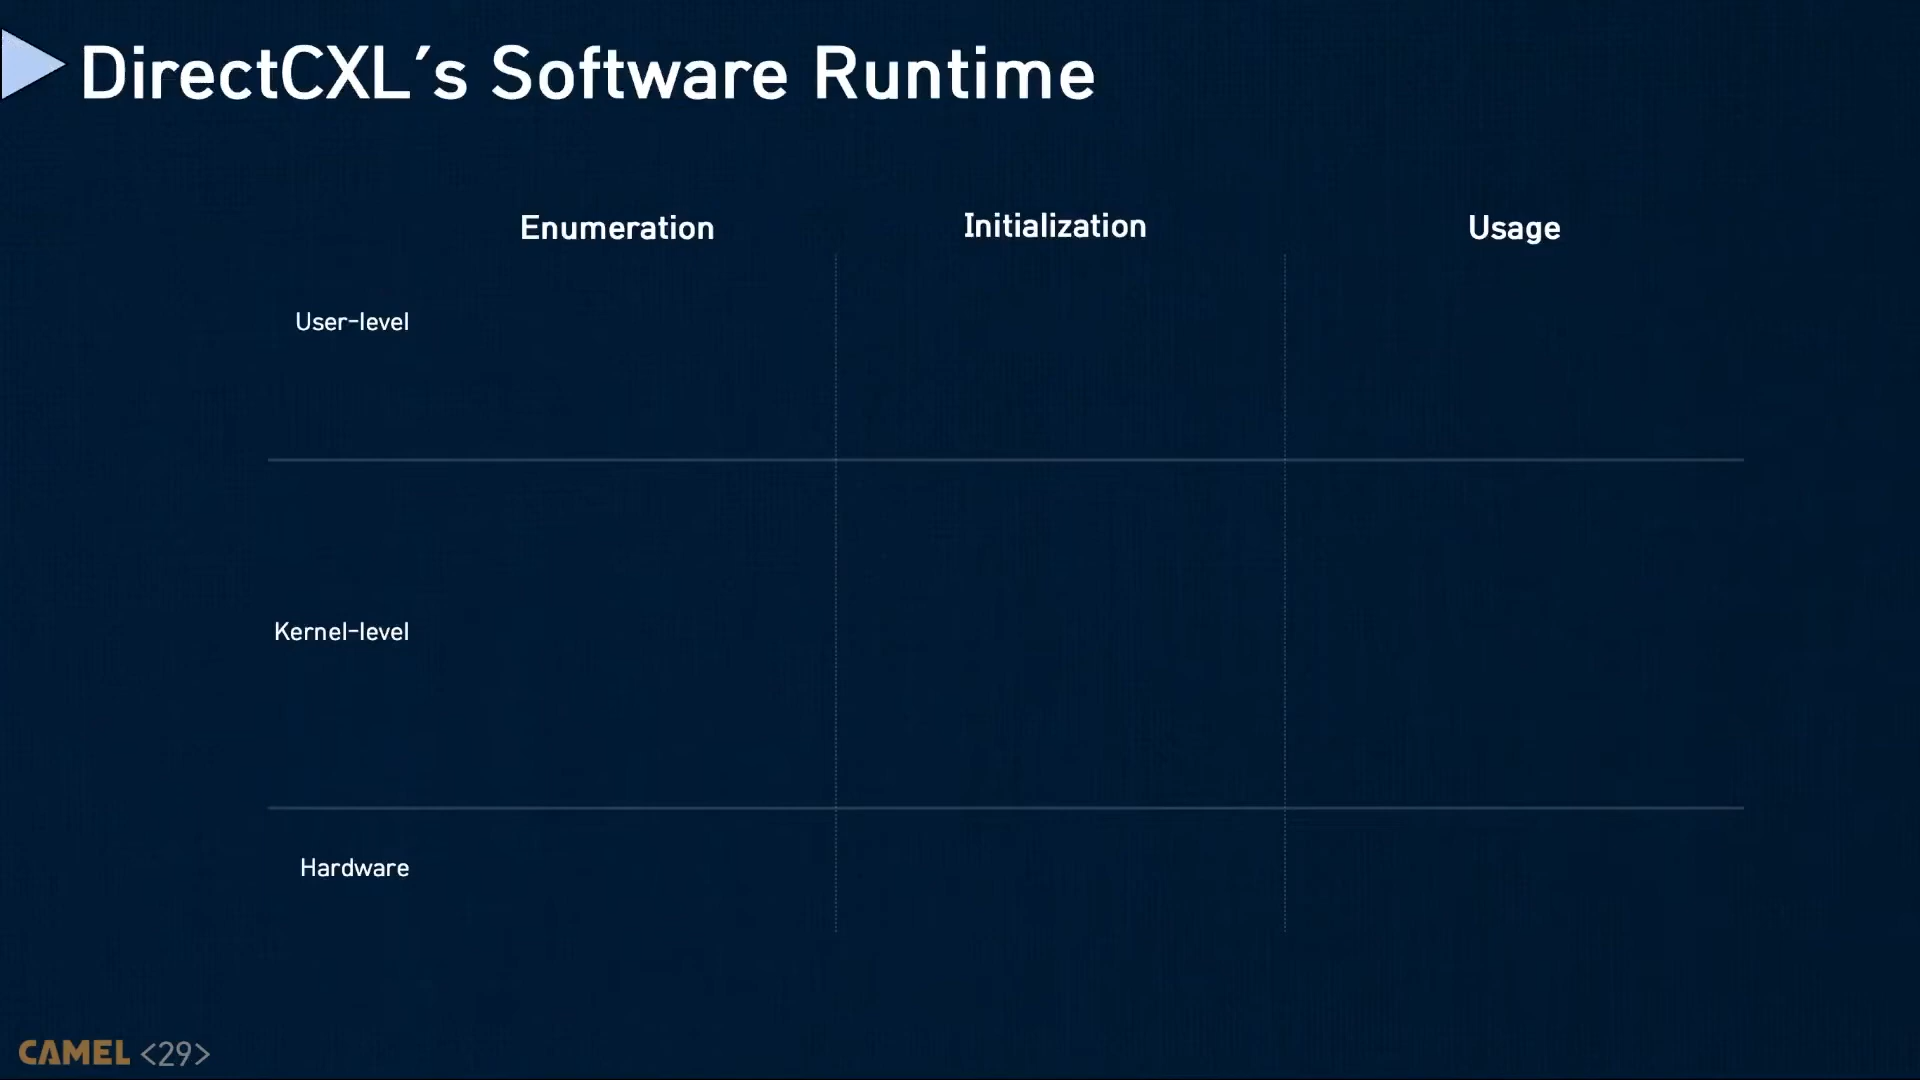 DirectCXL's Software Runtime
Enumeration Initialization Usage
User-level
Kernel-level
Hardware
CAMEL <29>